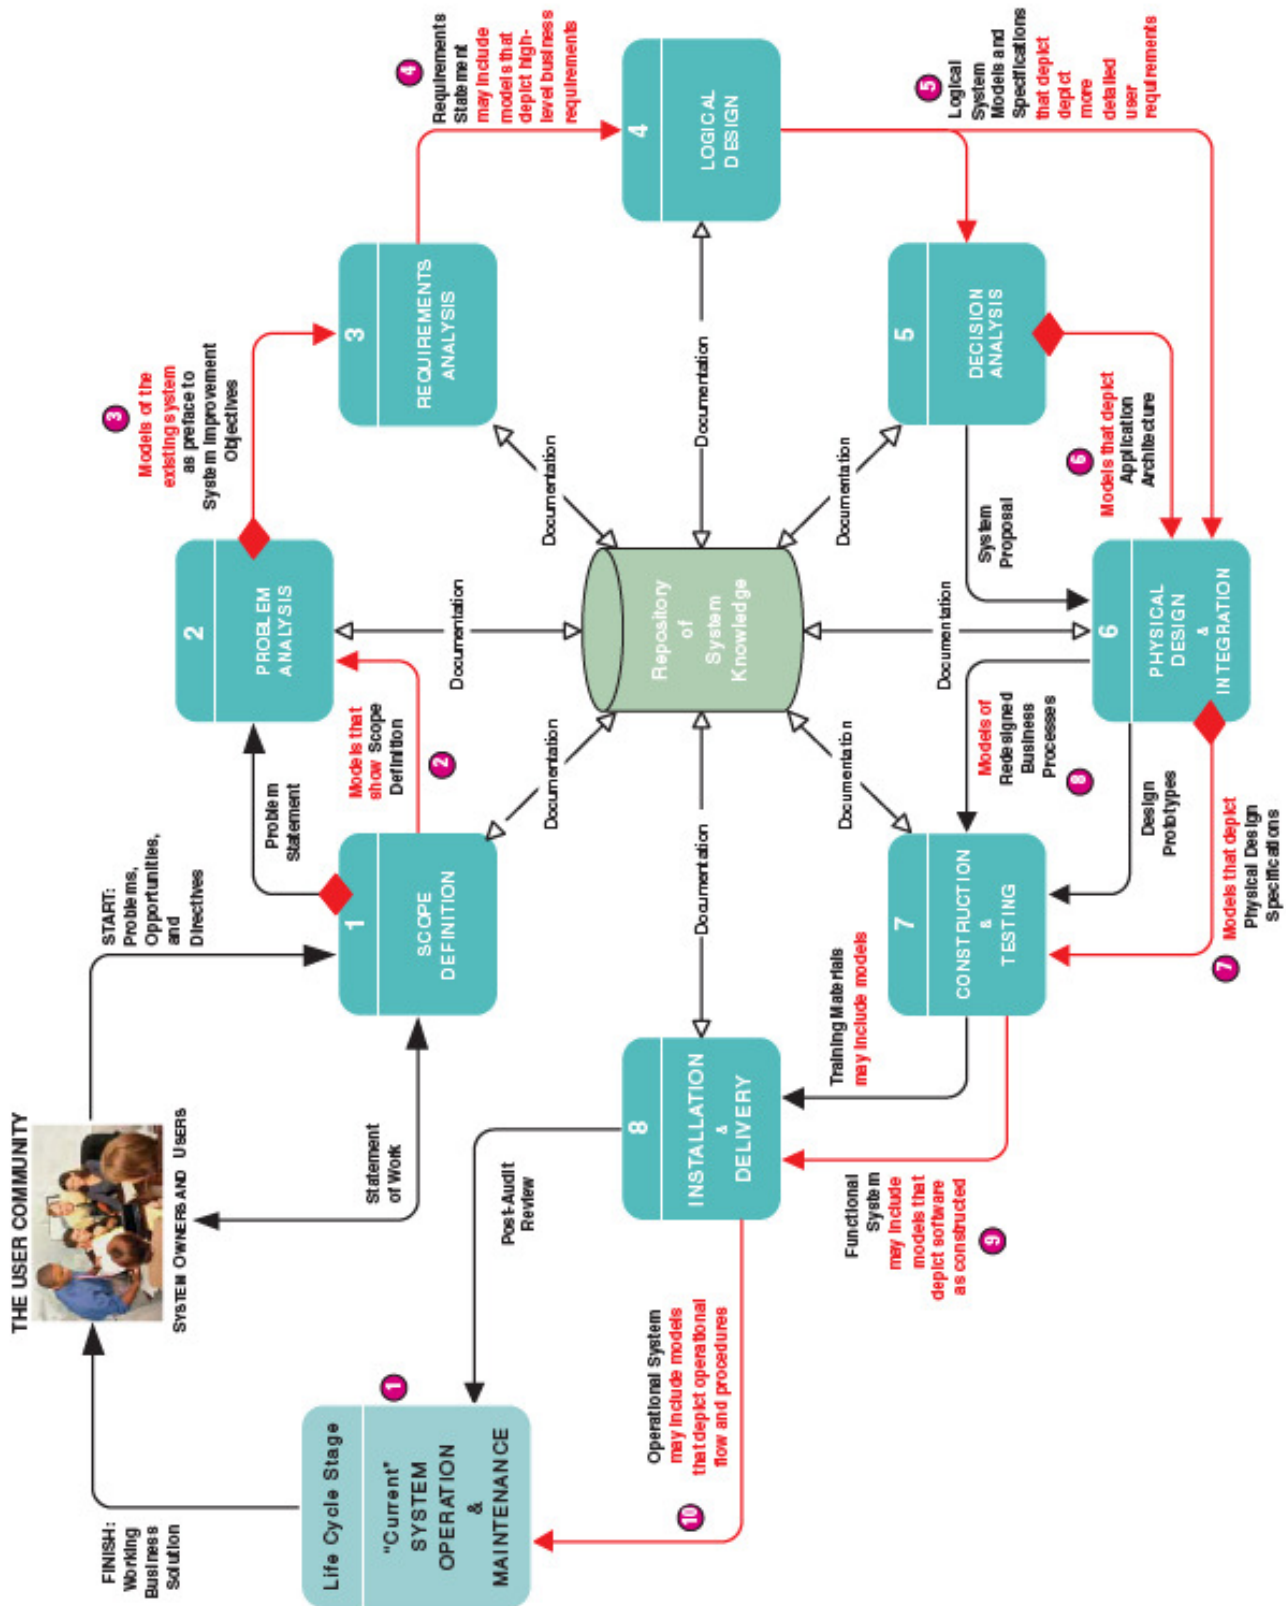 THE USER COMMUNITY
SYSTEM OWNERS AND USERS
FINISH:
Working
Business
Solution
START:
Problems,
Opportunities,
and
Directives
Statement
of Work
Life Cycle Stage
"Current"
SYSTEM
OPERATION
&
MAINTENANCE
1
Post-Audit
Review
1
SCOPE
DEFINITION
Problem
Statement
Models that
show Scope
Definition
2
2
PROBLEM
ANALYSIS
3
Models of the
existing system
as preface to
System Improvement
Objectives
3
REQUIREMENTS
ANALYSIS
4
Requirements
Statement
may include
models that
depict high-
level business
requirements
4
LOGICAL
DESIGN
5
Logical
System
Models and
Specifications
that depict
depict
more
detailed
user
requirements
5
DECISION
ANALYSIS
System
Proposal
6
Models that depict
Application
Architecture
6
PHYSICAL
DESIGN
&
INTEGRATION
Models of
Redesigned
Business
Processes
8
Design
Prototypes
7
Models that depict
Physical Design
Specifications
7
CONSTRUCTION
&
TESTING
Training Materials
may include models
Functional
System
may include
models that
depict software
as constructed
9
8
INSTALLATION
&
DELIVERY
Operational System
may include models
that depict operational
flow and procedures
10
Repository
of
System
Knowledge
Documentation
Documentation
Documentation
Documentation
Documentation
Documentation
Documentation
Documentation